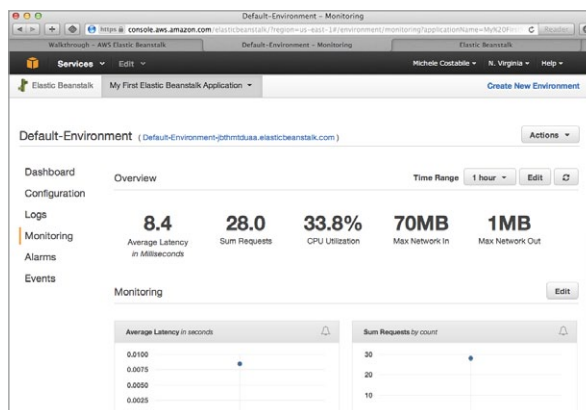 Default-Environment – Monitoring
https console.aws.amazon.com/elasticbeanstalk/?region=us-east-1#/environment/monitoring?applicationName=My%20First
Reader
Walkthrough – AWS Elastic Beanstalk
Default-Environment – Monitoring
Elastic Beanstalk
Services
Edit
Michele Costabile
N. Virginia
Help
Elastic Beanstalk
My First Elastic Beanstalk Application
Create New Environment
Default-Environment ( Default-Environment-jbthmtduaa.elasticbeanstalk.com )
Actions
Dashboard
Configuration
Logs
Monitoring
Alarms
Events
Overview
Time Range
1 hour
Edit
8.4
Average Latency
in Milliseconds
28.0
Sum Requests
33.8%
CPU Utilization
70MB
Max Network In
1MB
Max Network Out
Monitoring
Edit
Average Latency in seconds
0.0100
0.0075
0.0050
0.0025
Sum Requests by count
30
20
10